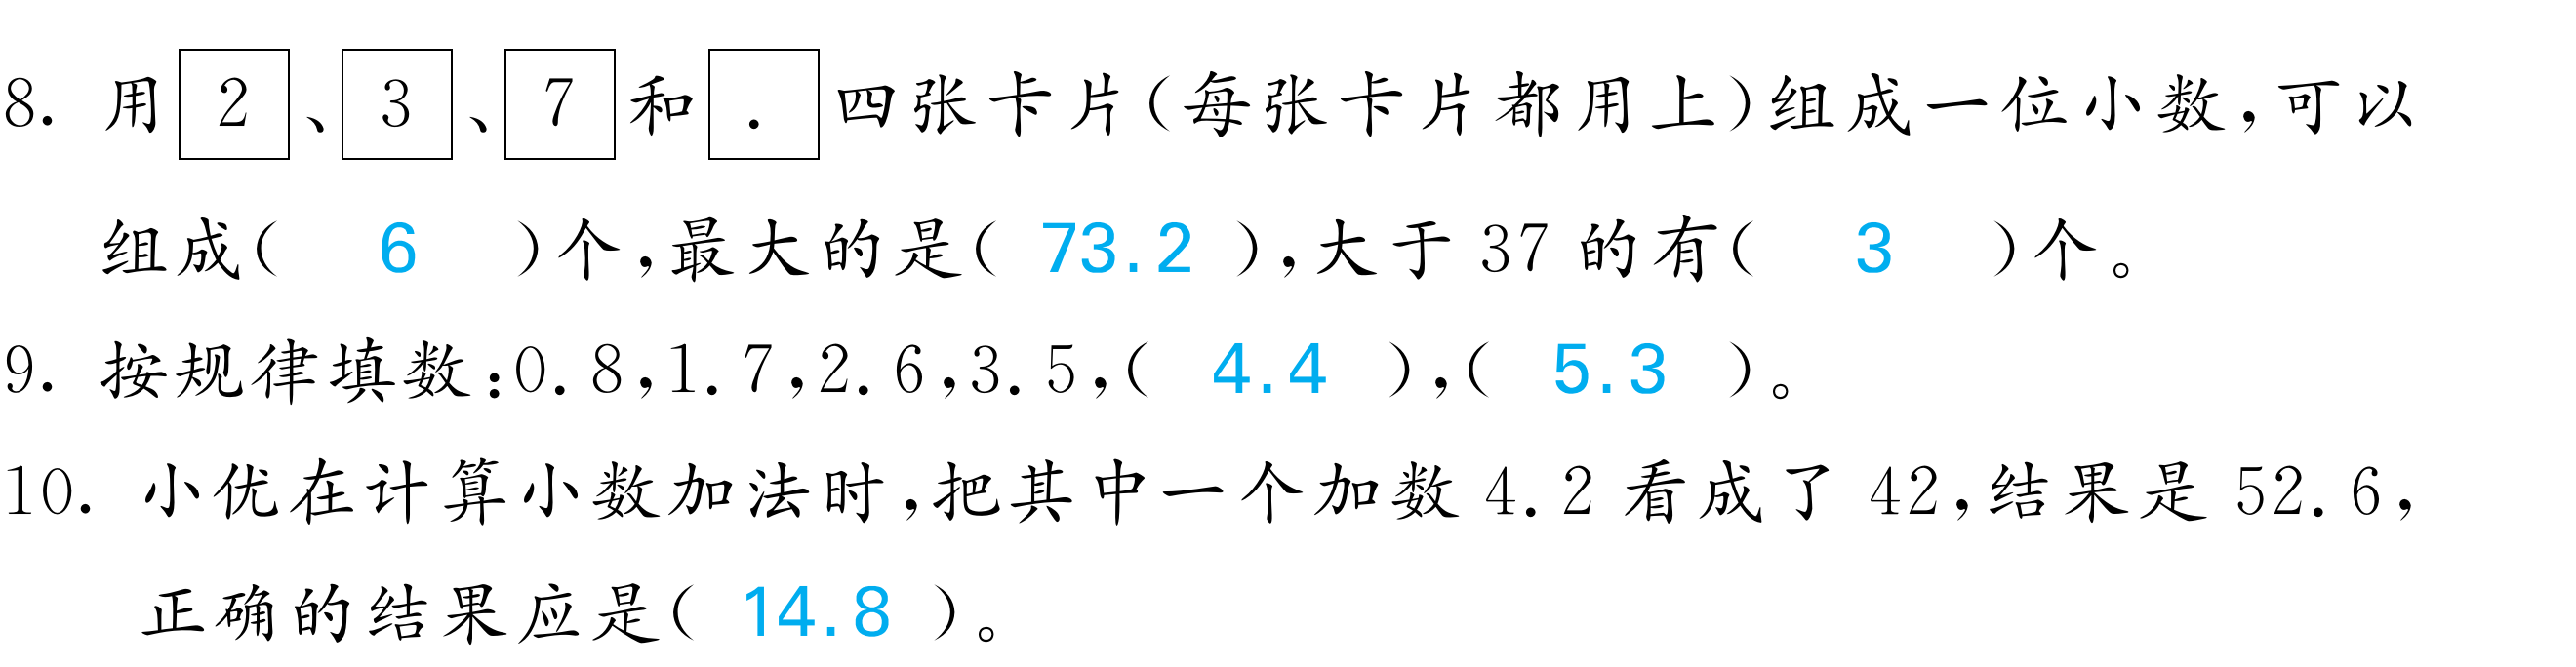 8. 用 2 、 3 、 7 和 . 四张卡片(每张卡片都用上)组成一位小数,可以
组成( 6 )个,最大的是( 73.2 ),大于 37 的有( 3 )个。
9. 按规律填数:0.8,1.7,2.6,3.5,( 4.4 ),( 5.3 )。
10. 小优在计算小数加法时,把其中一个加数 4.2 看成了 42,结果是 52.6,
正确的结果应是( 14.8 )。